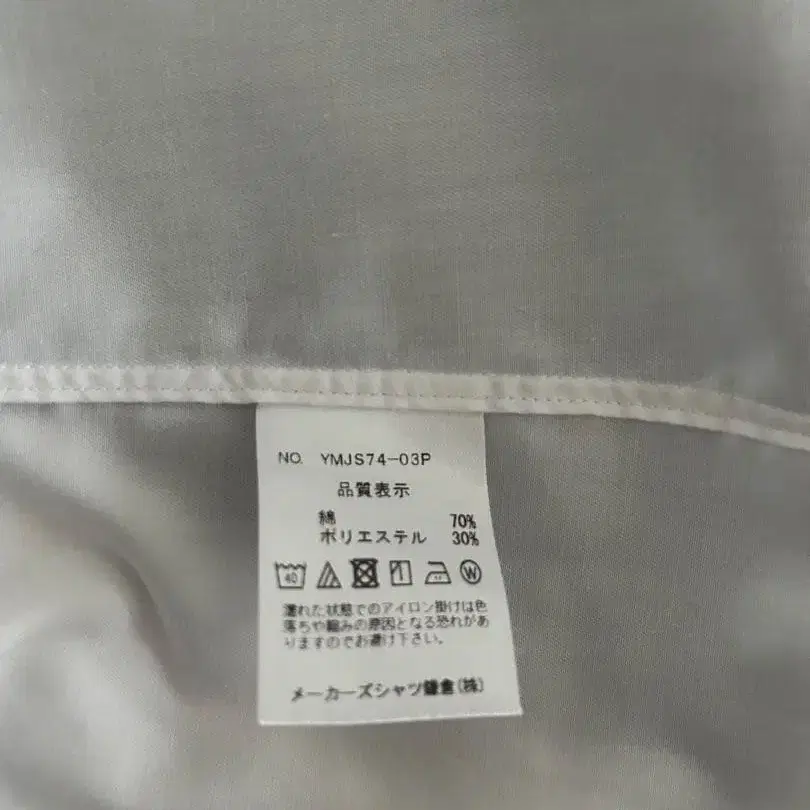 NO. YMJS74-03P
品質表示
綿 70%
ポリエステル 30%
40 W
濡れた状態でのアイロン掛けは色
落ちや縮みの原因となる恐れがあ
りますのでお避け下さい。
メーカーズシャツ鎌倉(株)